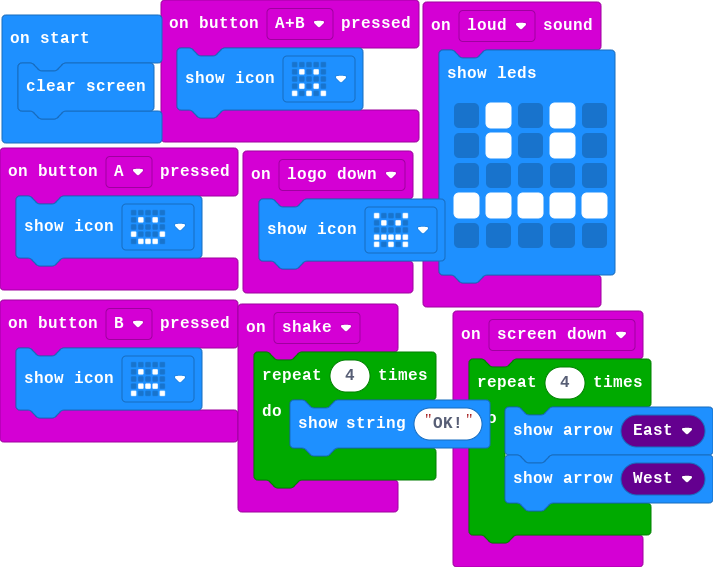 on start
clear screen
on button A+B pressed
show icon
on loud sound
show leds
on button A pressed
show icon
on logo down
show icon
on button B pressed
show icon
on shake
repeat 4 times
do
show string "OK!"
on screen down
repeat 4 times
show arrow East
show arrow West